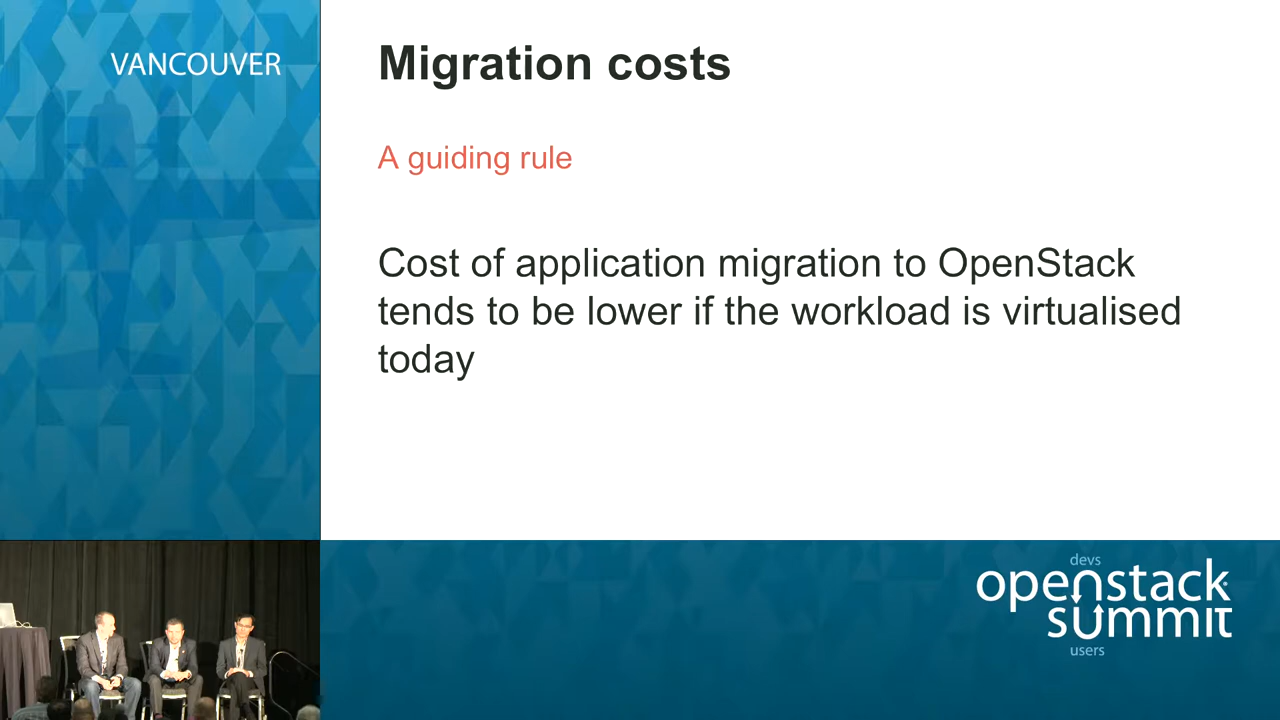 VANCOUVER
Migration costs
A guiding rule
Cost of application migration to OpenStack
tends to be lower if the workload is virtualised
today
devs
openstack
summit
users